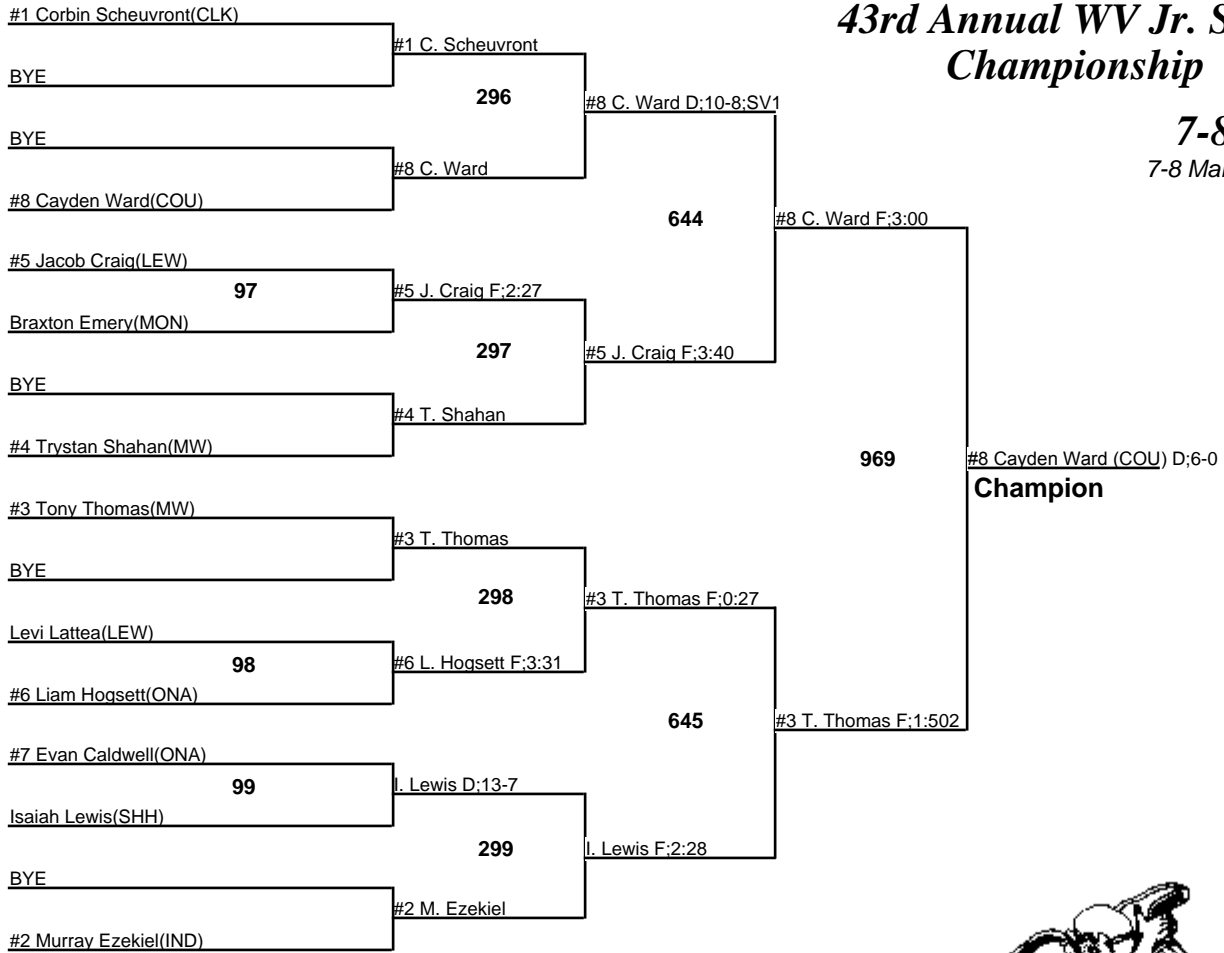 43rd Annual WV Jr. S
Championship
7-8
7-8 Mar
#1 Corbin Scheuvront(CLK)
#1 C. Scheuvront
BYE
296
#8 C. Ward D;10-8;SV1
BYE
#8 C. Ward
#8 Cayden Ward(COU)
644
#8 C. Ward F;3:00
#5 Jacob Craig(LEW)
97
#5 J. Craig F;2:27
Braxton Emery(MON)
297
#5 J. Craig F;3:40
BYE
#4 T. Shahan
#4 Trystan Shahan(MW)
969
#8 Cayden Ward (COU) D;6-0
Champion
#3 Tony Thomas(MW)
#3 T. Thomas
BYE
298
#3 T. Thomas F;0:27
Levi Lattea(LEW)
98
#6 L. Hogsett F;3:31
#6 Liam Hogsett(ONA)
645
#3 T. Thomas F;1:502
#7 Evan Caldwell(ONA)
99
I. Lewis D;13-7
Isaiah Lewis(SHH)
299
I. Lewis F;2:28
BYE
#2 M. Ezekiel
#2 Murray Ezekiel(IND)